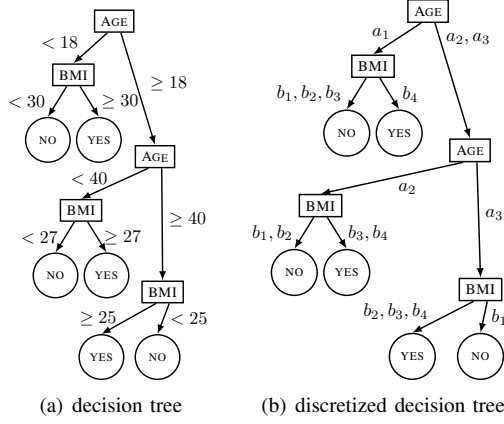 AGE AGE
< 18 a₁ a₂, a₃
BMI ≥ 18 BMI
< 30 ≥ 30 b₁, b₂, b₃ b₄
NO YES NO YES
AGE AGE
< 40 a₂
BMI ≥ 40 BMI a₃
< 27 ≥ 27 b₁, b₂ b₃, b₄
NO YES NO YES
BMI BMI
≥ 25 < 25 b₂, b₃, b₄ b₁
YES NO YES NO
(a) decision tree (b) discretized decision tree